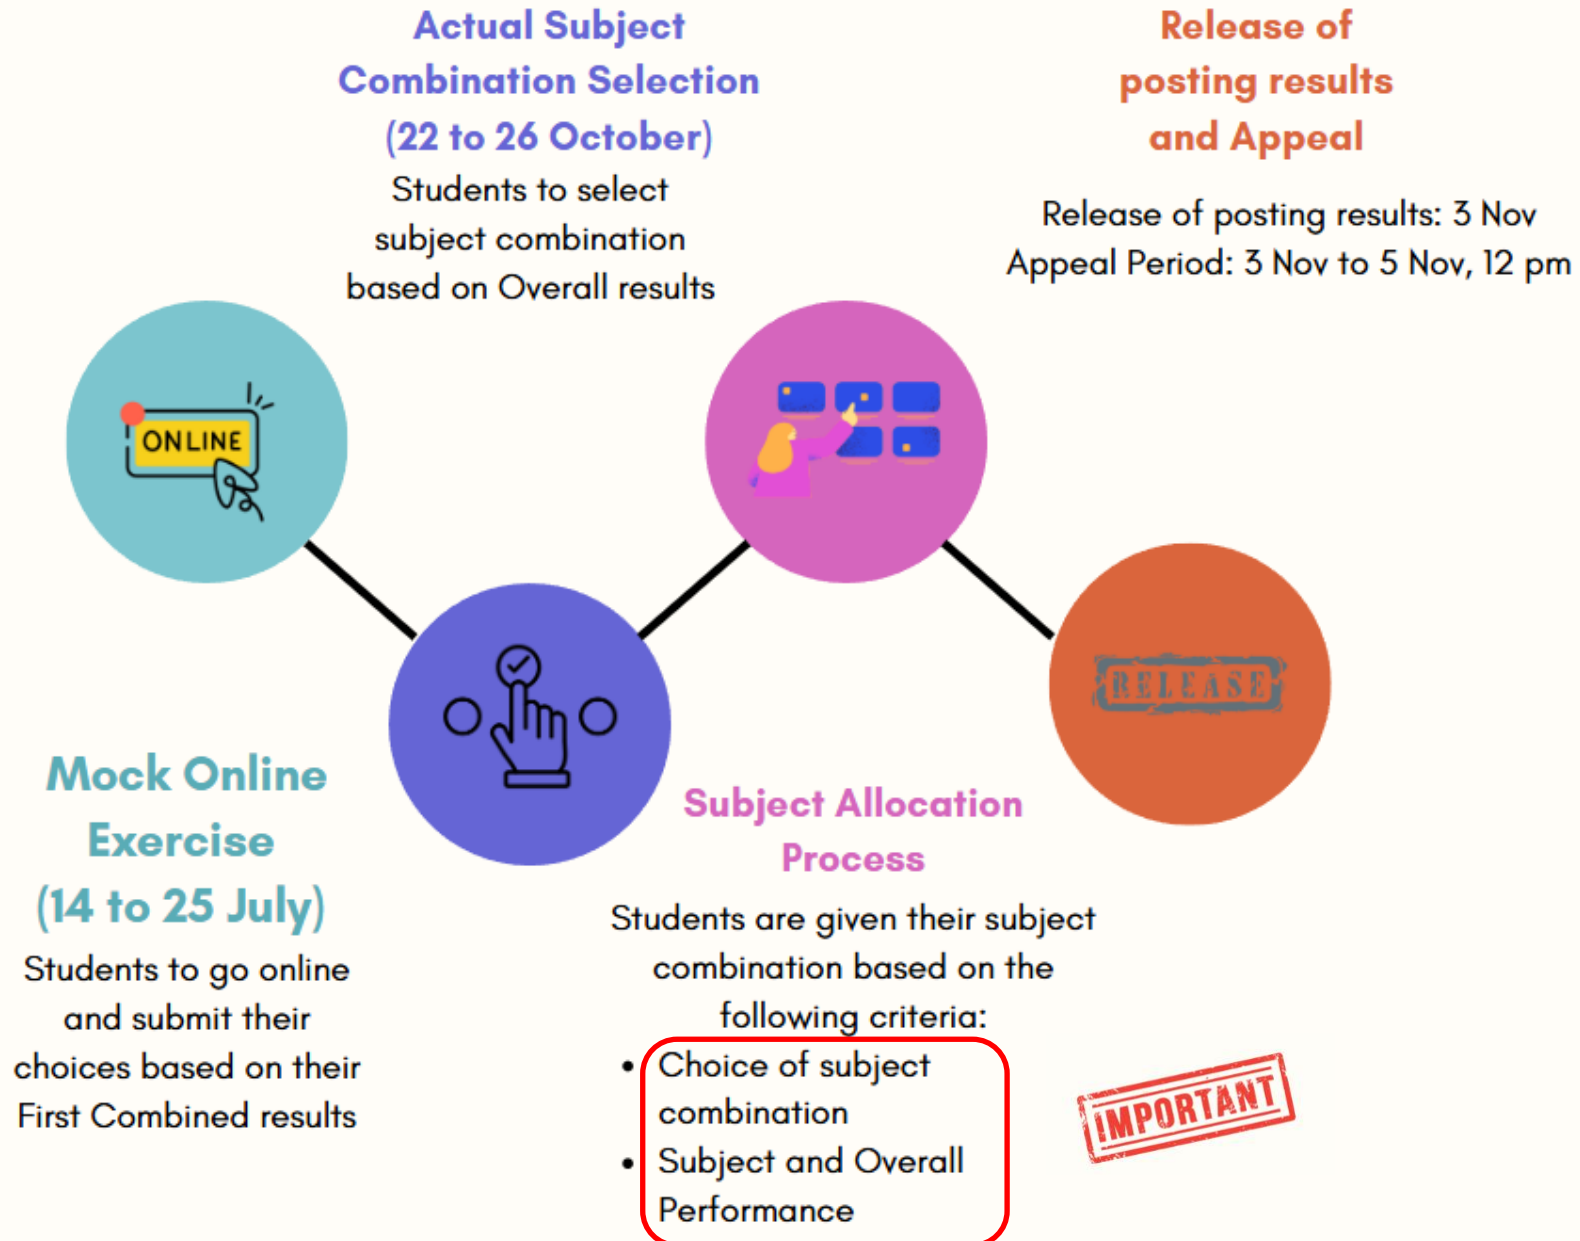 Actual Subject
Combination Selection
(22 to 26 October)
Students to select
subject combination
based on Overall results
Release of
posting results
and Appeal
Release of posting results: 3 Nov
Appeal Period: 3 Nov to 5 Nov, 12 pm
ONLINE
RELEASE
Mock Online
Exercise
(14 to 25 July)
Students to go online
and submit their
choices based on their
First Combined results
Subject Allocation
Process
Students are given their subject
combination based on the
following criteria:
• Choice of subject
combination
• Subject and Overall
Performance
IMPORTANT